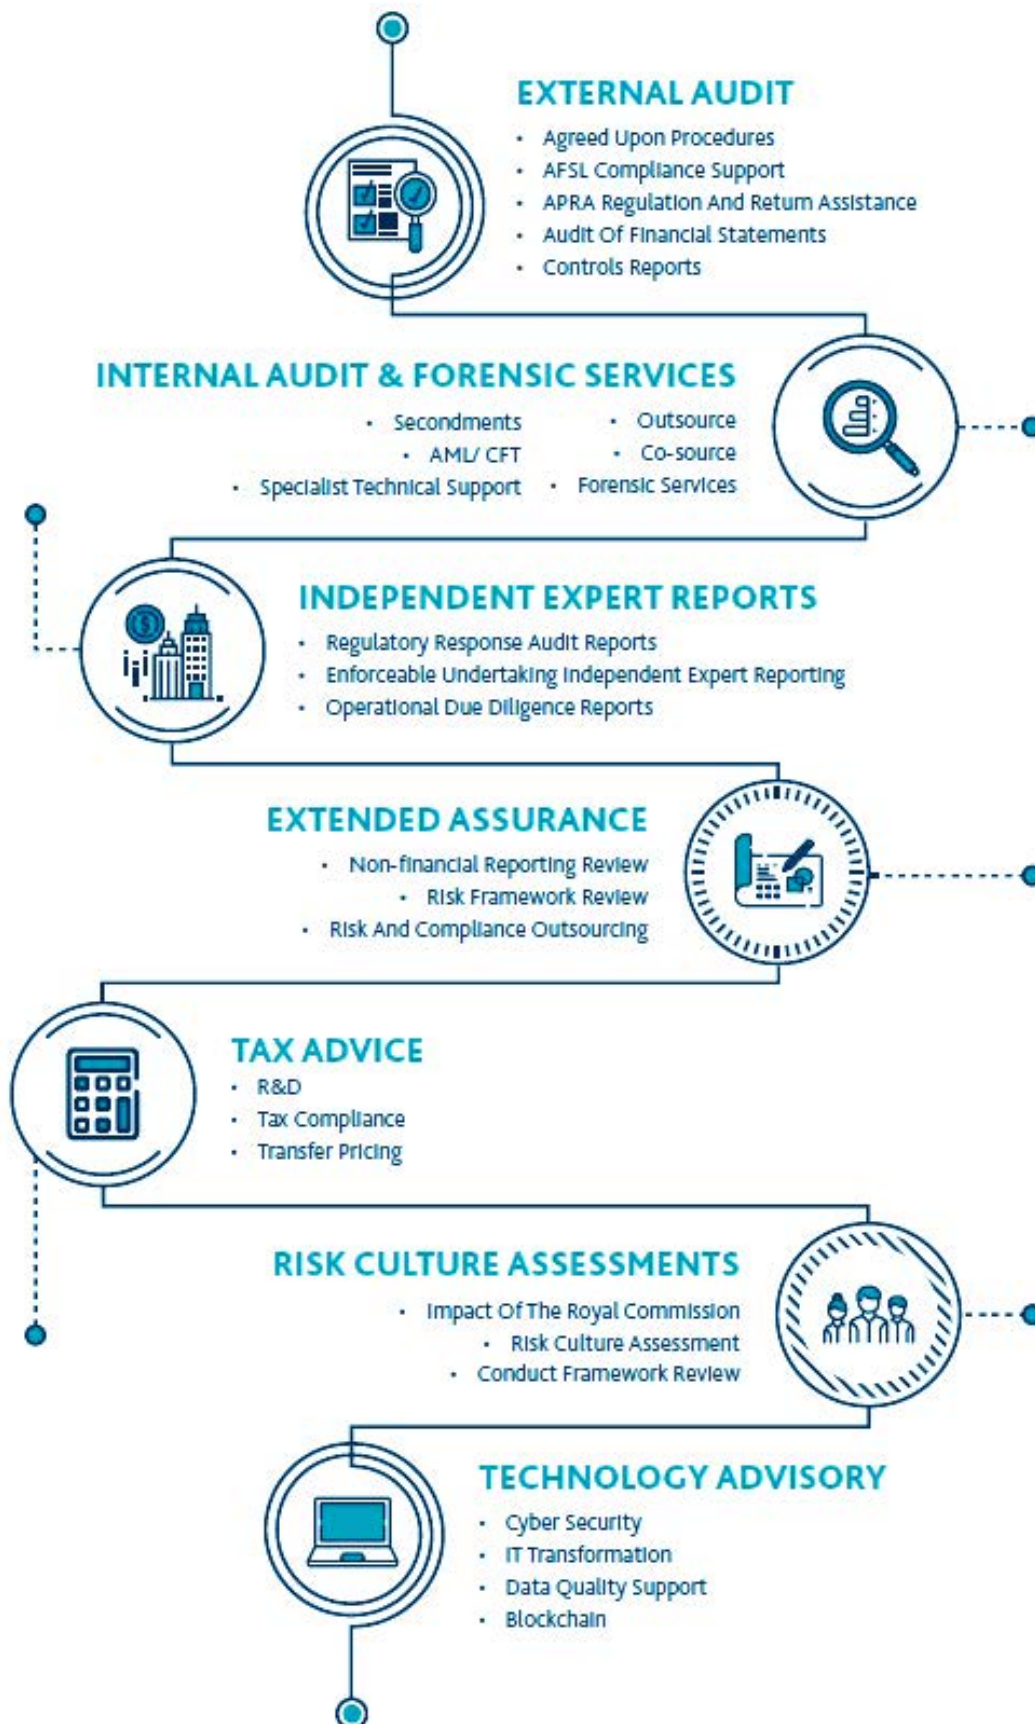 EXTERNAL AUDIT
• Agreed Upon Procedures
• AFSL Compliance Support
• APRA Regulation And Return Assistance
• Audit Of Financial Statements
• Controls Reports
INTERNAL AUDIT & FORENSIC SERVICES
• Secondments
• AML/ CFT
• Specialist Technical Support
• Outsource
• Co-source
• Forensic Services
INDEPENDENT EXPERT REPORTS
• Regulatory Response Audit Reports
• Enforceable Undertaking Independent Expert Reporting
• Operational Due Diligence Reports
EXTENDED ASSURANCE
• Non-financial Reporting Review
• Risk Framework Review
• Risk And Compliance Outsourcing
TAX ADVICE
• R&D
• Tax Compliance
• Transfer Pricing
RISK CULTURE ASSESSMENTS
• Impact Of The Royal Commission
• Risk Culture Assessment
• Conduct Framework Review
TECHNOLOGY ADVISORY
• Cyber Security
• IT Transformation
• Data Quality Support
• Blockchain